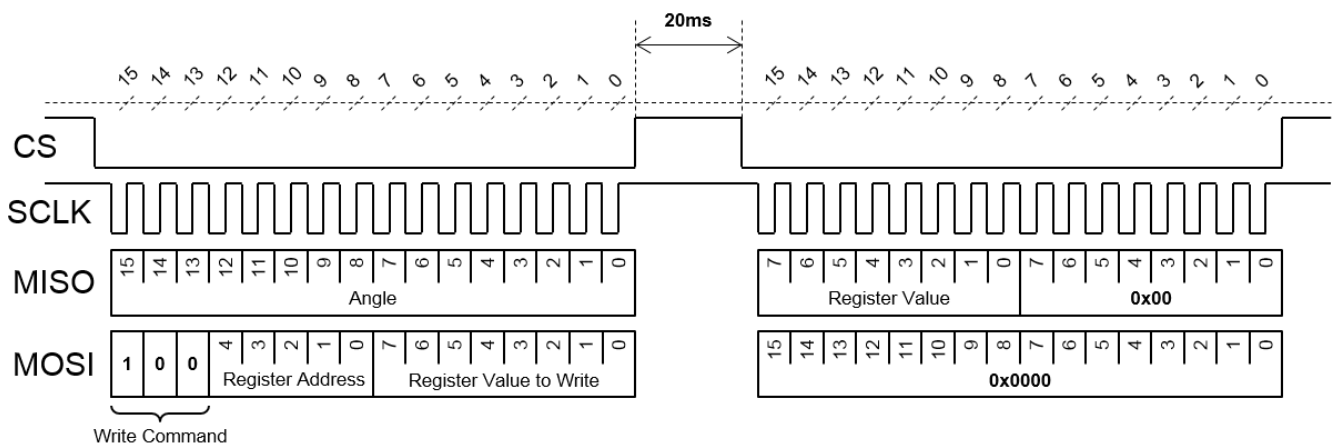 20ms
15 14 13 12 11 10 9 8 7 6 5 4 3 2 1 0 15 14 13 12 11 10 9 8 7 6 5 4 3 2 1 0
CS
SCLK
MISO 15 14 13 12 11 10 9 8 7 6 5 4 3 2 1 0 7 6 5 4 3 2 1 0 7 6 5 4 3 2 1 0
Angle Register Value 0x00
MOSI 1 0 0 4 3 2 1 0 7 6 5 4 3 2 1 0 15 14 13 12 11 10 9 8 7 6 5 4 3 2 1 0
Register Address Register Value to Write 0x0000
Write Command